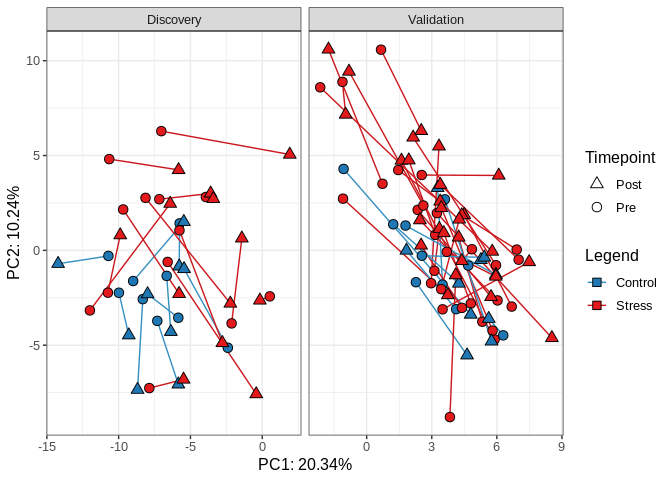 Discovery
Validation
10
5
0
-5
-15
-10
-5
0
0
3
6
9
PC1: 20.34%
PC2: 10.24%
Timepoint
Post
Pre
Legend
Control
Stress